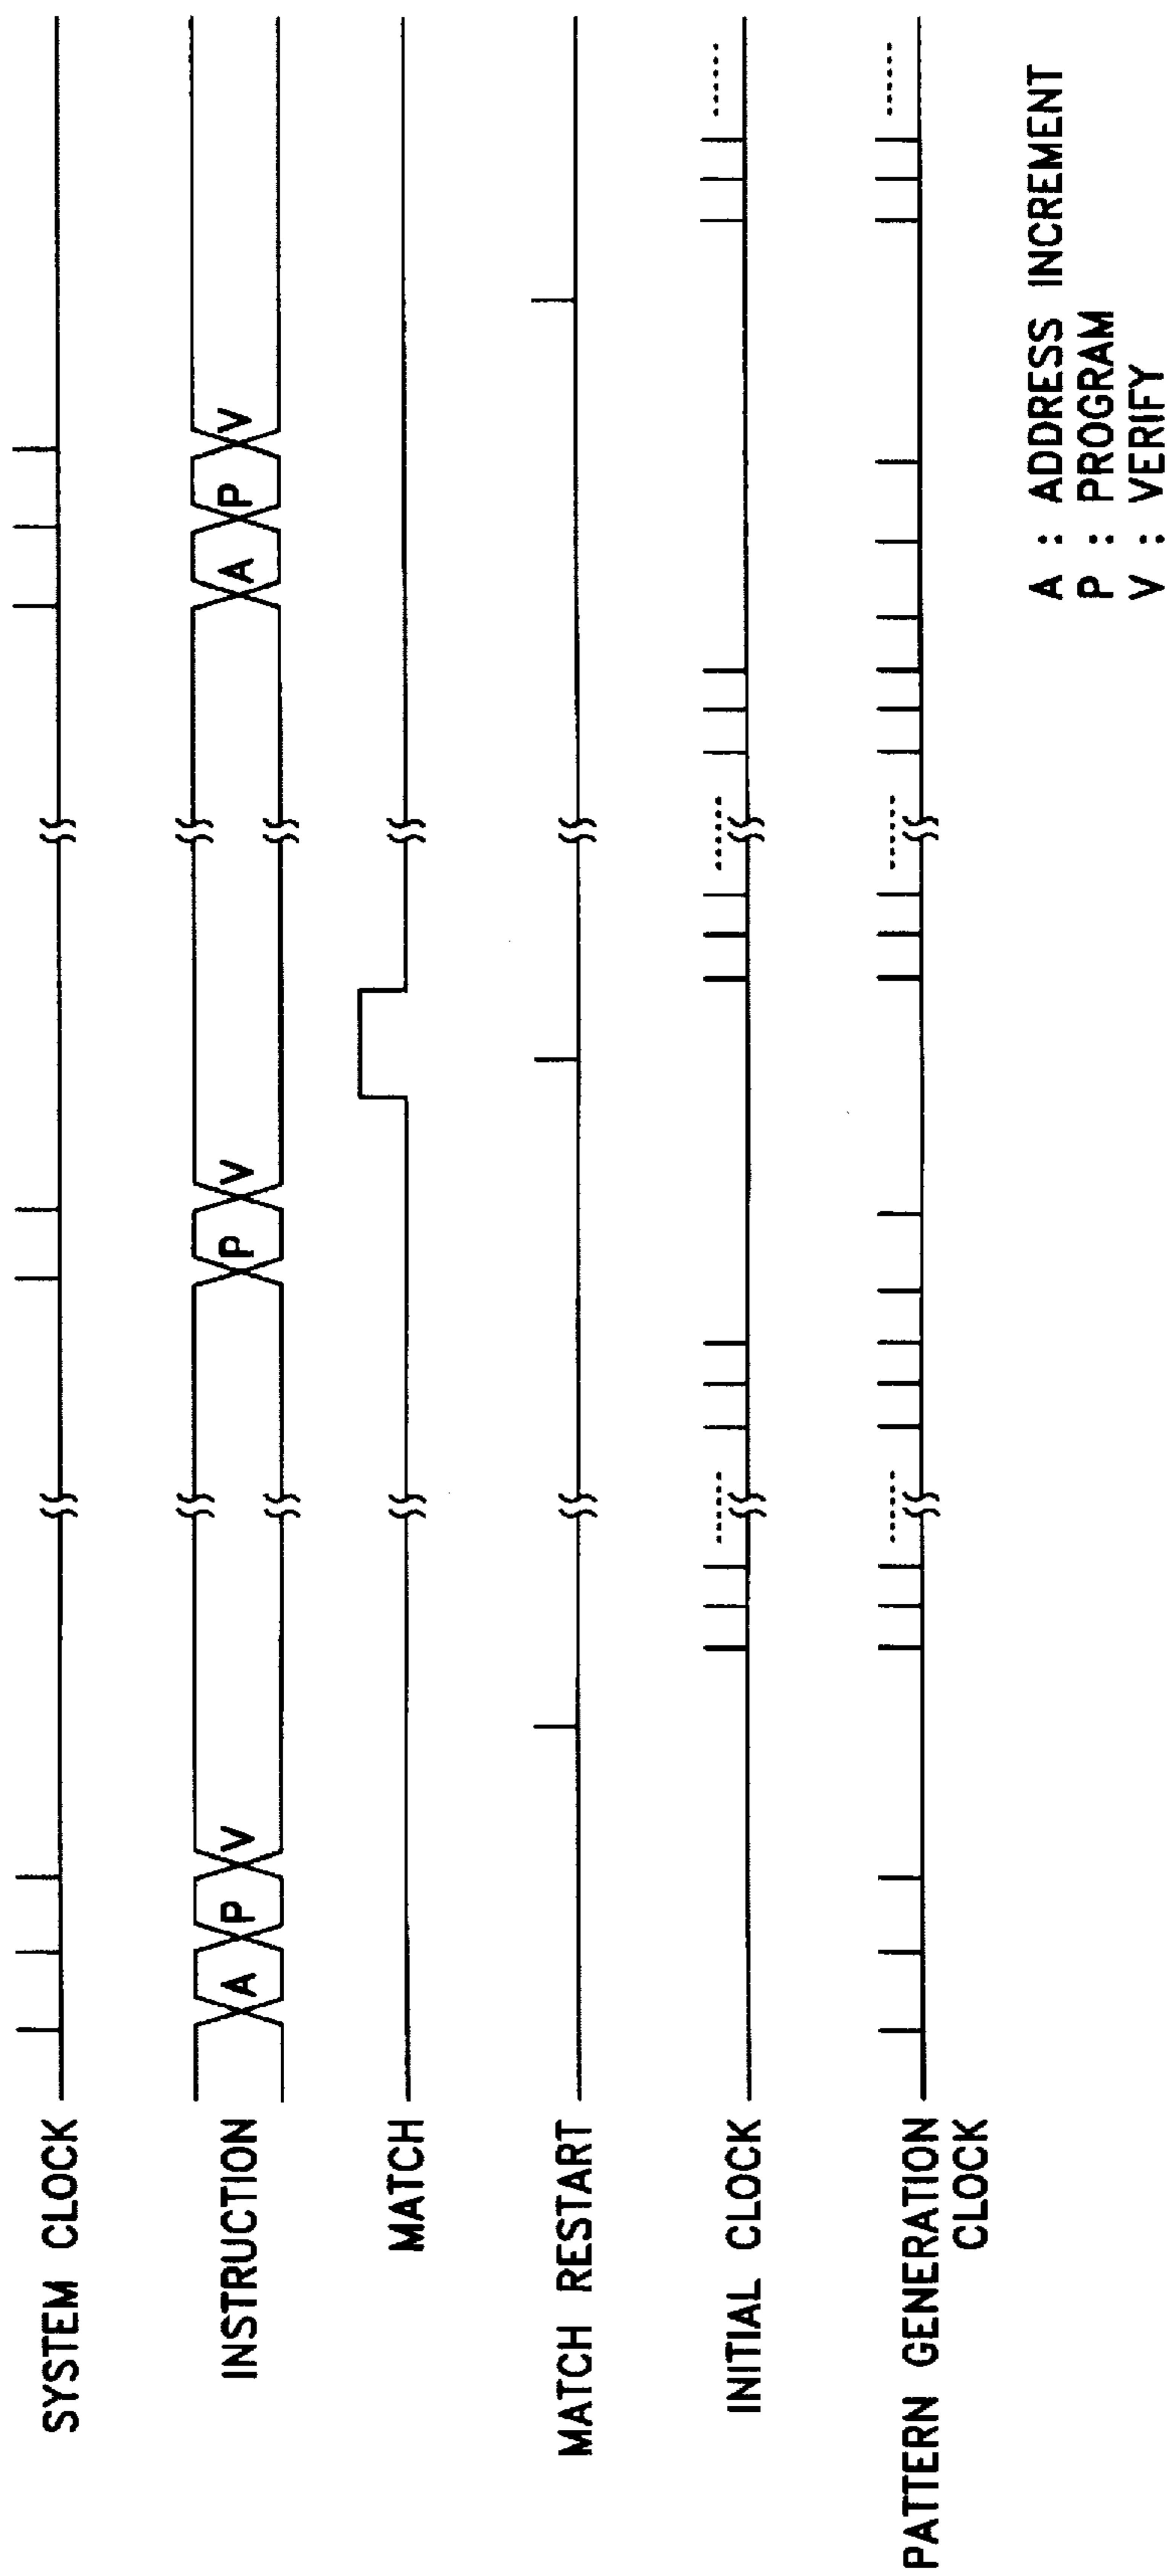 SYSTEM CLOCK
INSTRUCTION
A P V P V A P V
MATCH
MATCH RESTART
INITIAL CLOCK
PATTERN GENERATION
CLOCK
A : ADDRESS INCREMENT
P : PROGRAM
V : VERIFY